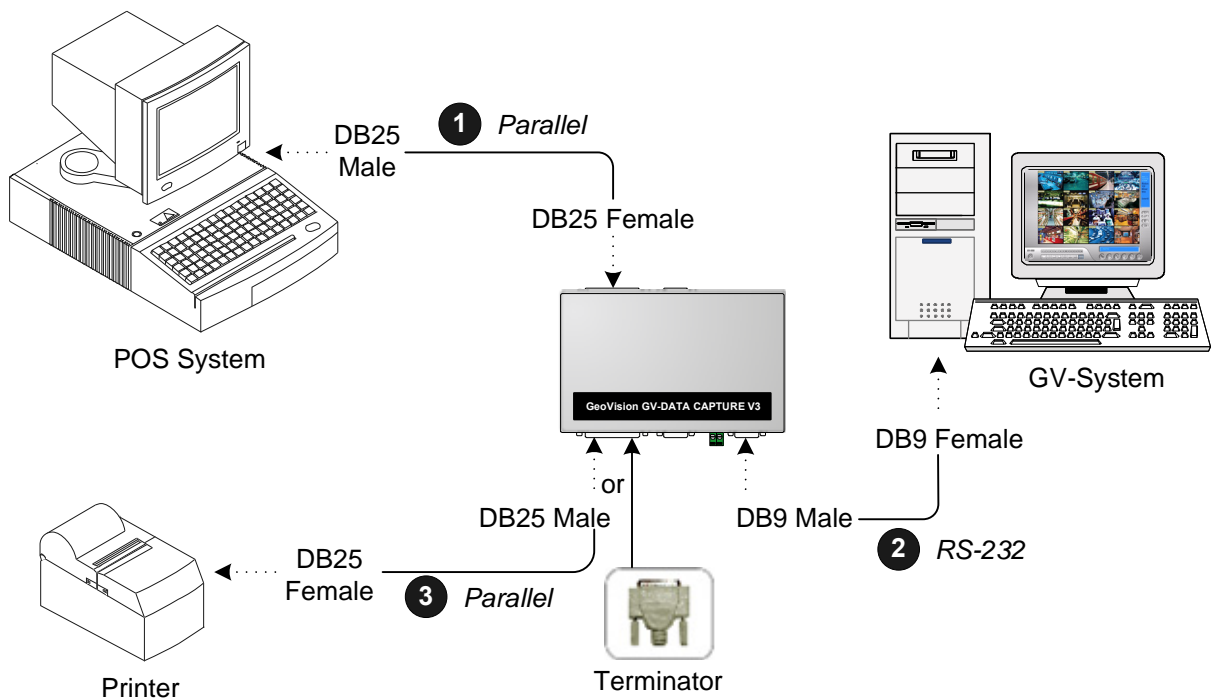 1 Parallel
DB25
Male
DB25 Female
POS System
GeoVision GV-DATA CAPTURE V3
GV-System
DB9 Female
or
DB25 Male
DB9 Male
2 RS-232
DB25
Female
3 Parallel
Terminator
Printer